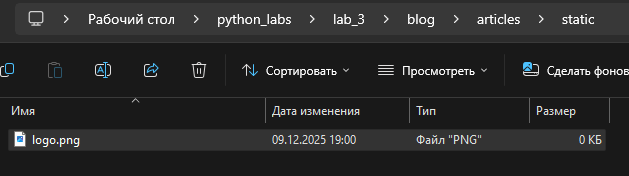 Рабочий стол > python_labs > lab_3 > blog > articles > static
Сортировать Просмотреть Сделать фонов
Имя Дата изменения Тип Размер
logo.png 09.12.2025 19:00 Файл "PNG" 0 КБ